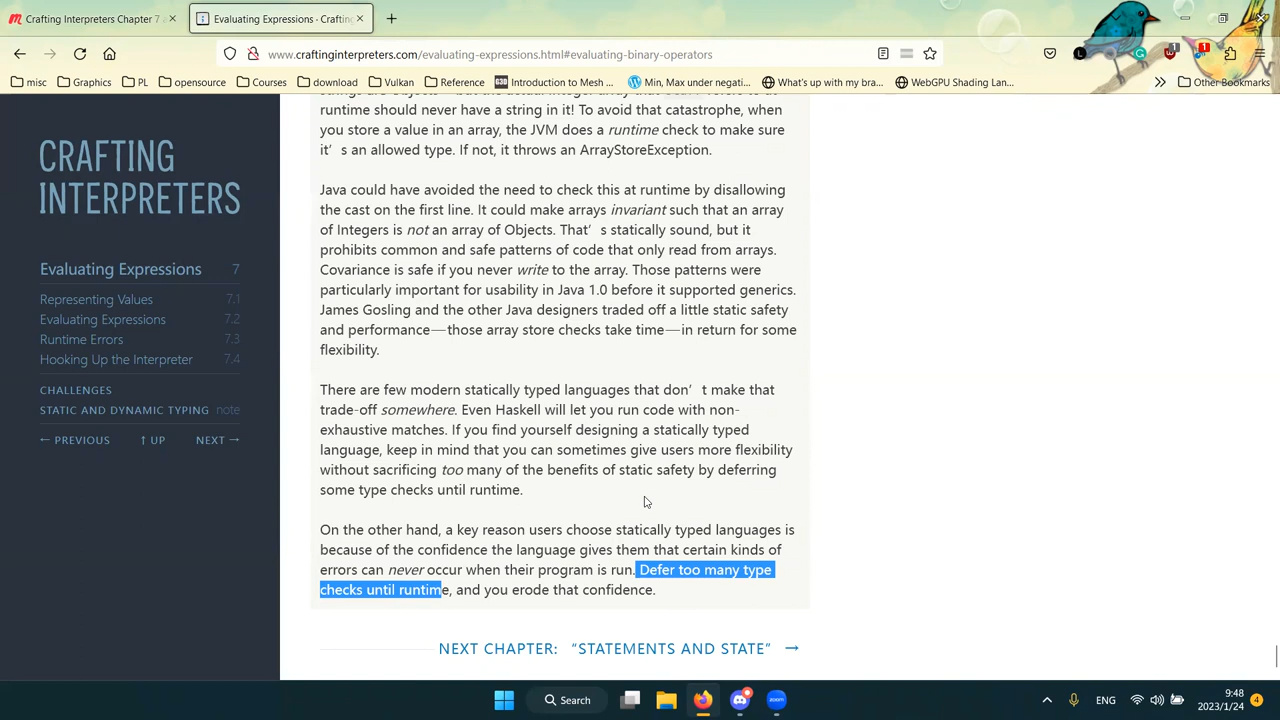 Crafting Interpreters Chapter 7
Evaluating Expressions · Crafting
www.craftinginterpreters.com/evaluating-expressions.html#evaluating-binary-operators
misc
Graphics
PL
opensource
Courses
download
Vulkan
Reference
Introduction to Mesh ...
Min, Max under negati...
What's up with my bra...
WebGPU Shading Lan...
Other Bookmarks
CRAFTING
INTERPRETERS
Evaluating Expressions 7
Representing Values 7.1
Evaluating Expressions 7.2
Runtime Errors 7.3
Hooking Up the Interpreter 7.4
CHALLENGES
STATIC AND DYNAMIC TYPING note
← PREVIOUS ↑ UP NEXT →
runtime should never have a string in it! To avoid that catastrophe, when
you store a value in an array, the JVM does a runtime check to make sure
it’s an allowed type. If not, it throws an ArrayStoreException.
Java could have avoided the need to check this at runtime by disallowing
the cast on the first line. It could make arrays invariant such that an array
of Integers is not an array of Objects. That’s statically sound, but it
prohibits common and safe patterns of code that only read from arrays.
Covariance is safe if you never write to the array. Those patterns were
particularly important for usability in Java 1.0 before it supported generics.
James Gosling and the other Java designers traded off a little static safety
and performance—those array store checks take time—in return for some
flexibility.
There are few modern statically typed languages that don’t make that
trade-off somewhere. Even Haskell will let you run code with non-
exhaustive matches. If you find yourself designing a statically typed
language, keep in mind that you can sometimes give users more flexibility
without sacrificing too many of the benefits of static safety by deferring
some type checks until runtime.
On the other hand, a key reason users choose statically typed languages is
because of the confidence the language gives them that certain kinds of
errors can never occur when their program is run. Defer too many type
checks until runtime, and you erode that confidence.
NEXT CHAPTER: “STATEMENTS AND STATE” →
Search
zoom
ENG
9:48
2023/1/24
4